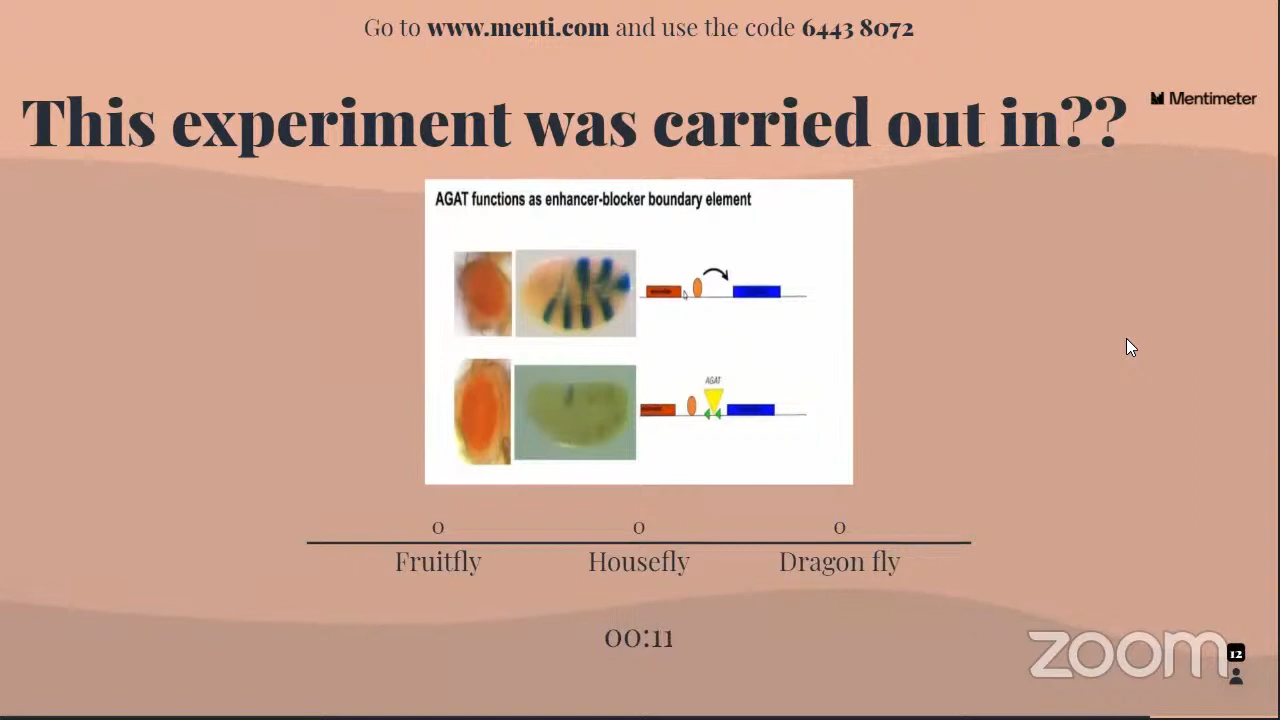 Go to www.menti.com and use the code 6443 8072
Mentimeter
This experiment was carried out in??
AGAT functions as enhancer-blocker boundary element
AGAT
0 0 0
Fruitfly Housefly Dragon fly
00:11
zoom
12